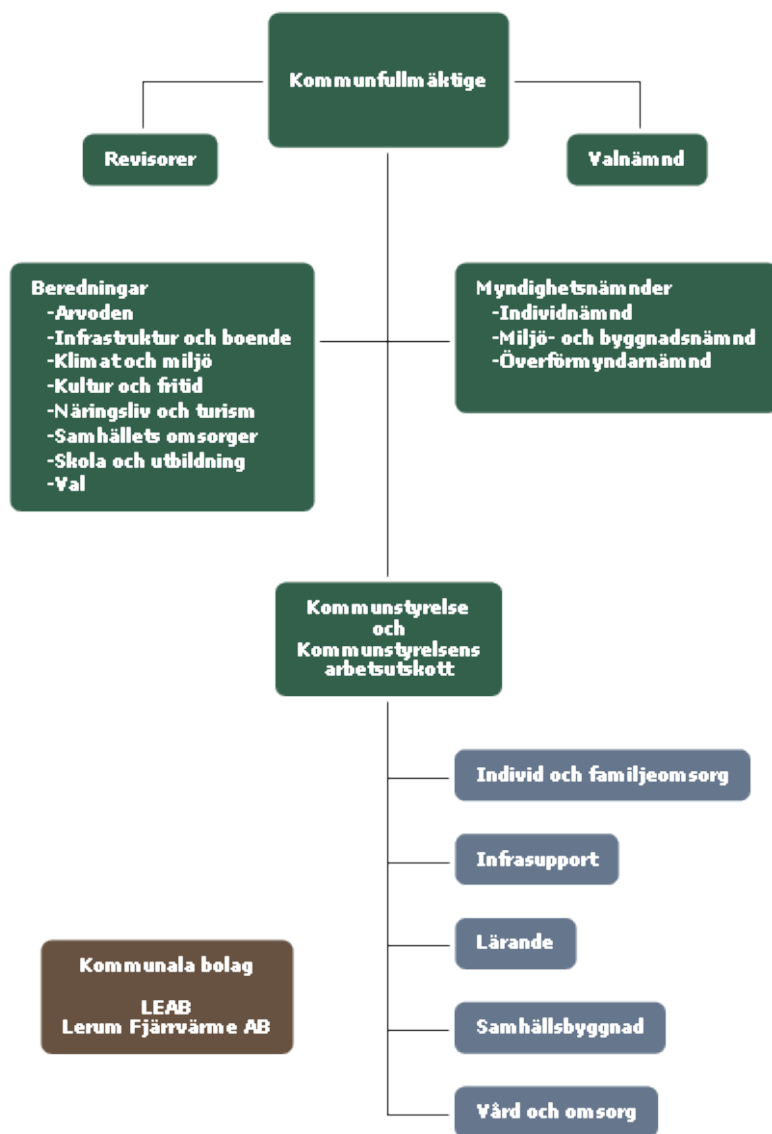 Kommunfullmäktige
Revisorer
Valnämnd
Beredningar
-Arvoden
-Infrastruktur och boende
-Klimat och miljö
-Kultur och fritid
-Näringsliv och turism
-Samhällets omsorger
-Skola och utbildning
-Val
Myndighetsnämnder
-Individnämnd
-Miljö- och byggnadsnämnd
-Överförmyndarnämnd
Kommunstyrelse
och
Kommunstyrelsens
arbetsutskott
Individ och familjeomsorg
Infrasupport
Lärande
Samhällsbyggnad
Vård och omsorg
Kommunala bolag
LEAB
Lerum Fjärrvärme AB